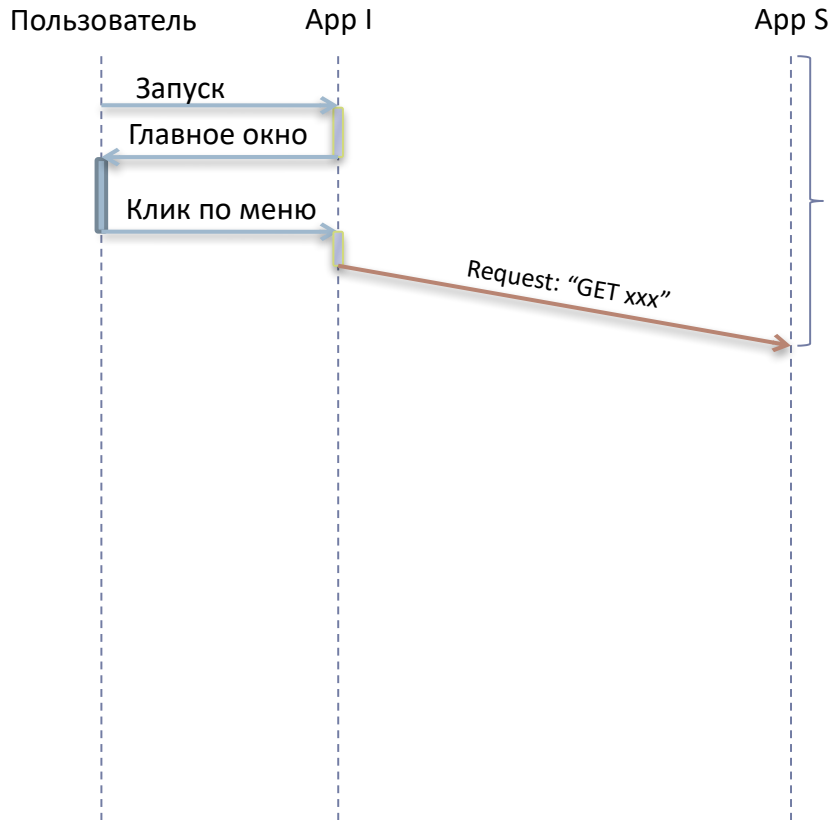 Пользователь
App I
App S
Запуск
Главное окно
Клик по меню
Request: “GET xxx”